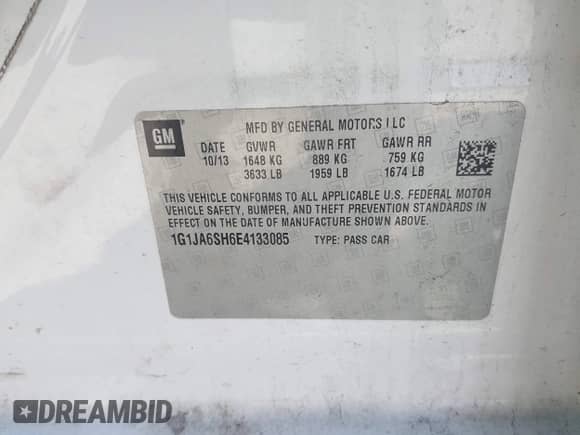 GM
MFD BY GENERAL MOTORS LLC
DATE GVWR GAWR FRT GAWR RR
10/13 1648 KG 889 KG 759 KG
3633 LB 1959 LB 1674 LB
THIS VEHICLE CONFORMS TO ALL APPLICABLE U.S. FEDERAL MOTOR
VEHICLE SAFETY, BUMPER, AND THEFT PREVENTION STANDARDS IN
EFFECT ON THE DATE OF MANUFACTURE SHOWN ABOVE.
1G1JA6SH6E4133085 TYPE: PASS CAR
DREAMBID